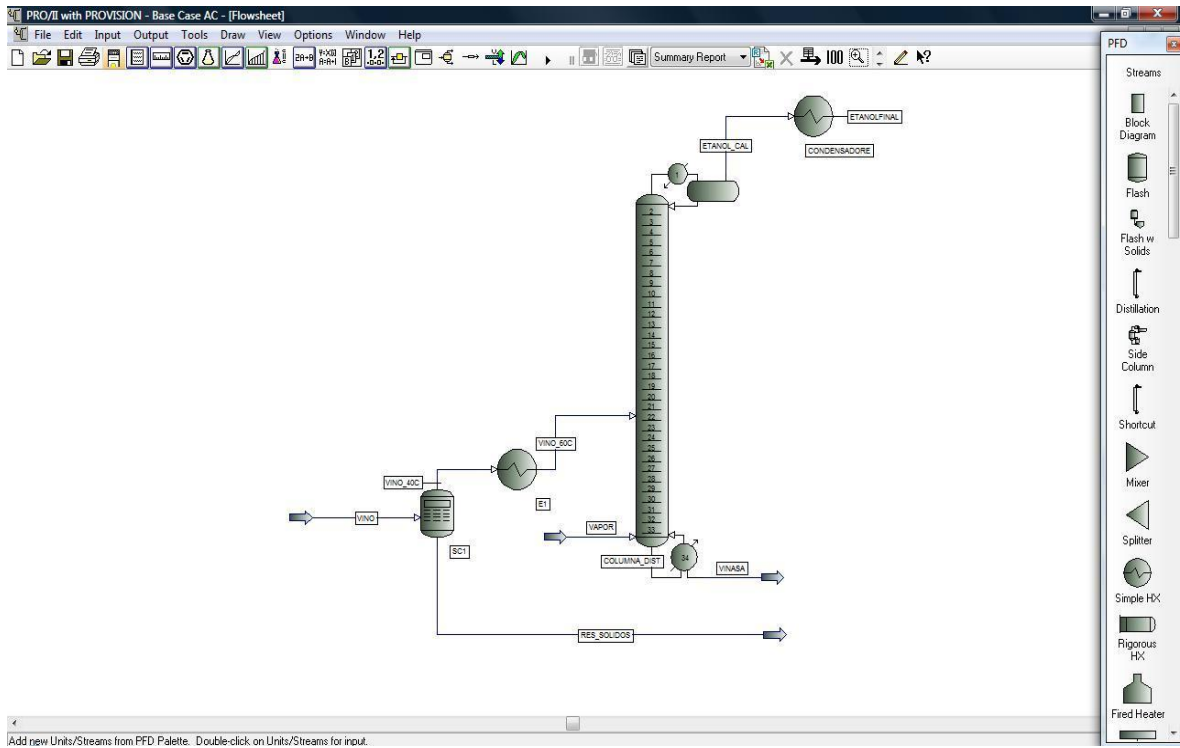 PRO/II with PROVISION - Base Case AC - [Flowsheet]
File Edit Input Output Tools Draw View Options Window Help
Summary Report
100
PFD
Streams
Block
Diagram
Flash
Flash w
Solids
Distillation
Side
Column
Shortcut
Mixer
Splitter
Simple HX
Rigorous
HX
Fired Heater
ETANOLFINAL
ETANOL_CAL
CONDENSADORE
1
2
3
4
5
6
7
8
9
10
11
12
13
14
15
16
17
18
19
20
21
22
23
24
25
26
27
28
29
30
31
32
33
34
VINO_60C
VINO_40C
E1
VINO
SC1
VAPOR
COLUMNA_DIST
VINASA
RES_SOLIDOS
Add new Units/Streams from PFD Palette. Double-click on Units/Streams for input.